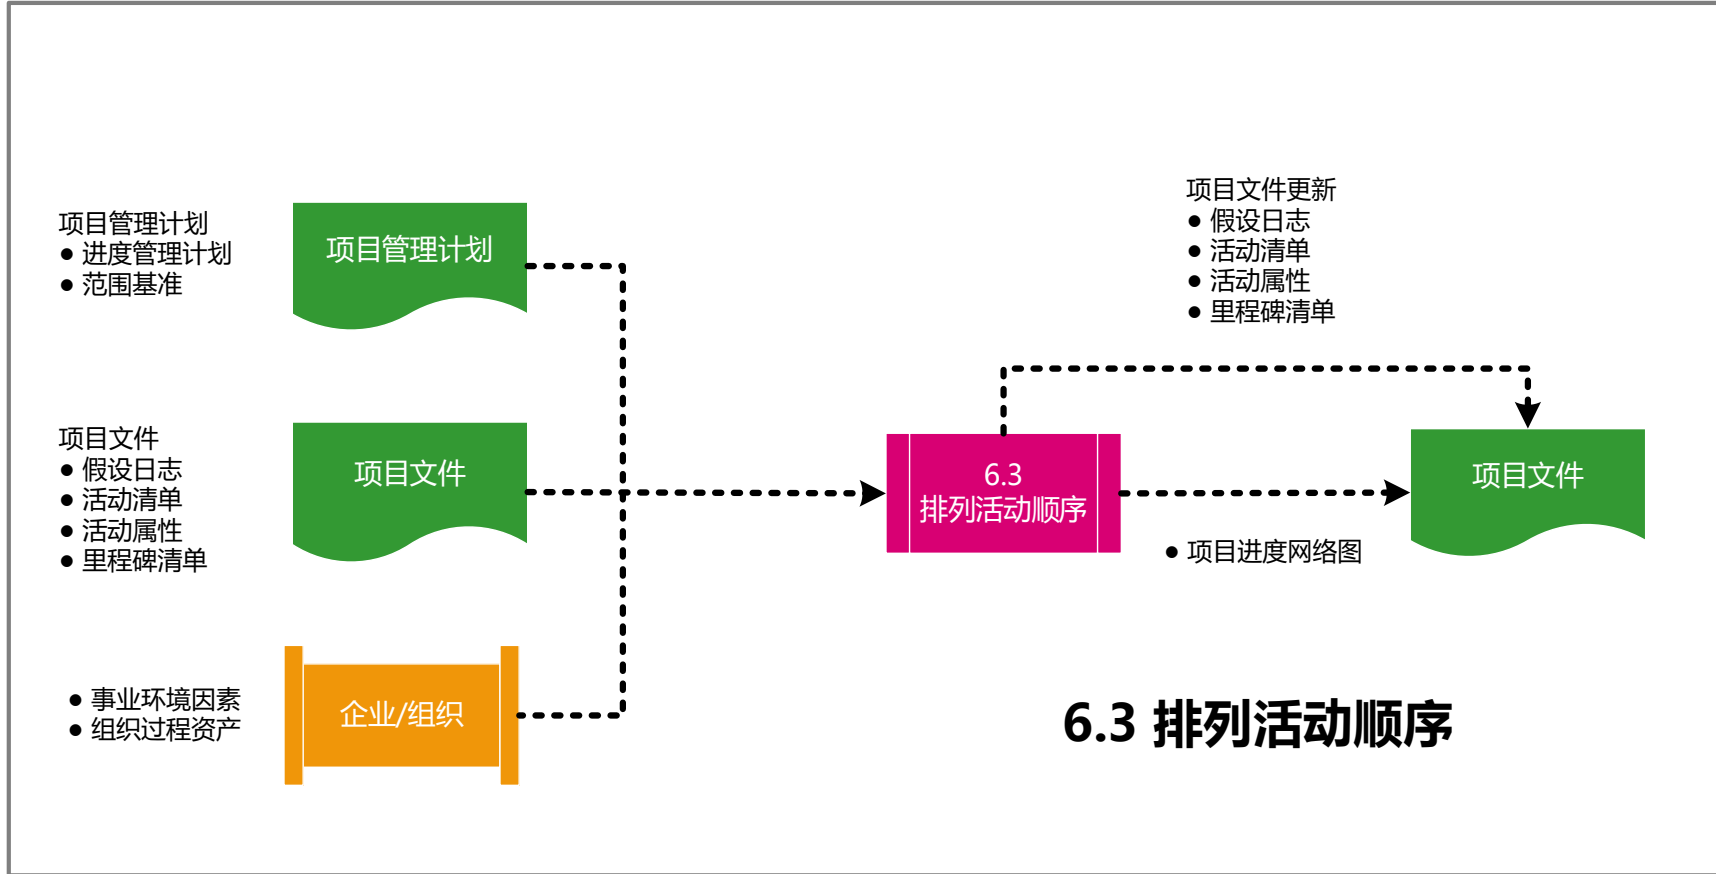 项目管理计划
● 进度管理计划
● 范围基准
项目管理计划
项目文件
● 假设日志
● 活动清单
● 活动属性
● 里程碑清单
项目文件
● 事业环境因素
● 组织过程资产
企业/组织
6.3
排列活动顺序
项目文件更新
● 假设日志
● 活动清单
● 活动属性
● 里程碑清单
项目文件
● 项目进度网络图
6.3 排列活动顺序